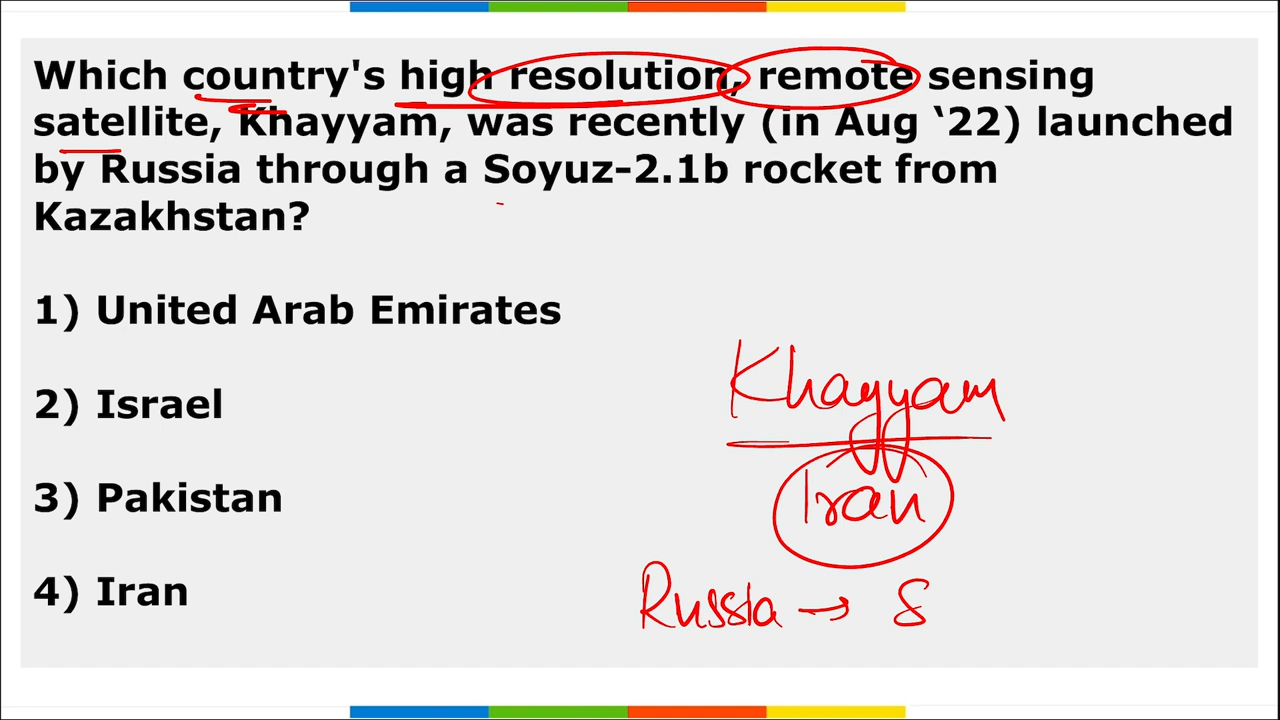 Which country's high resolution, remote sensing
satellite, Khayyam, was recently (in Aug ‘22) launched
by Russia through a Soyuz-2.1b rocket from
Kazakhstan?
1) United Arab Emirates
2) Israel
3) Pakistan
4) Iran
Khayyam
Iran
Russia → S